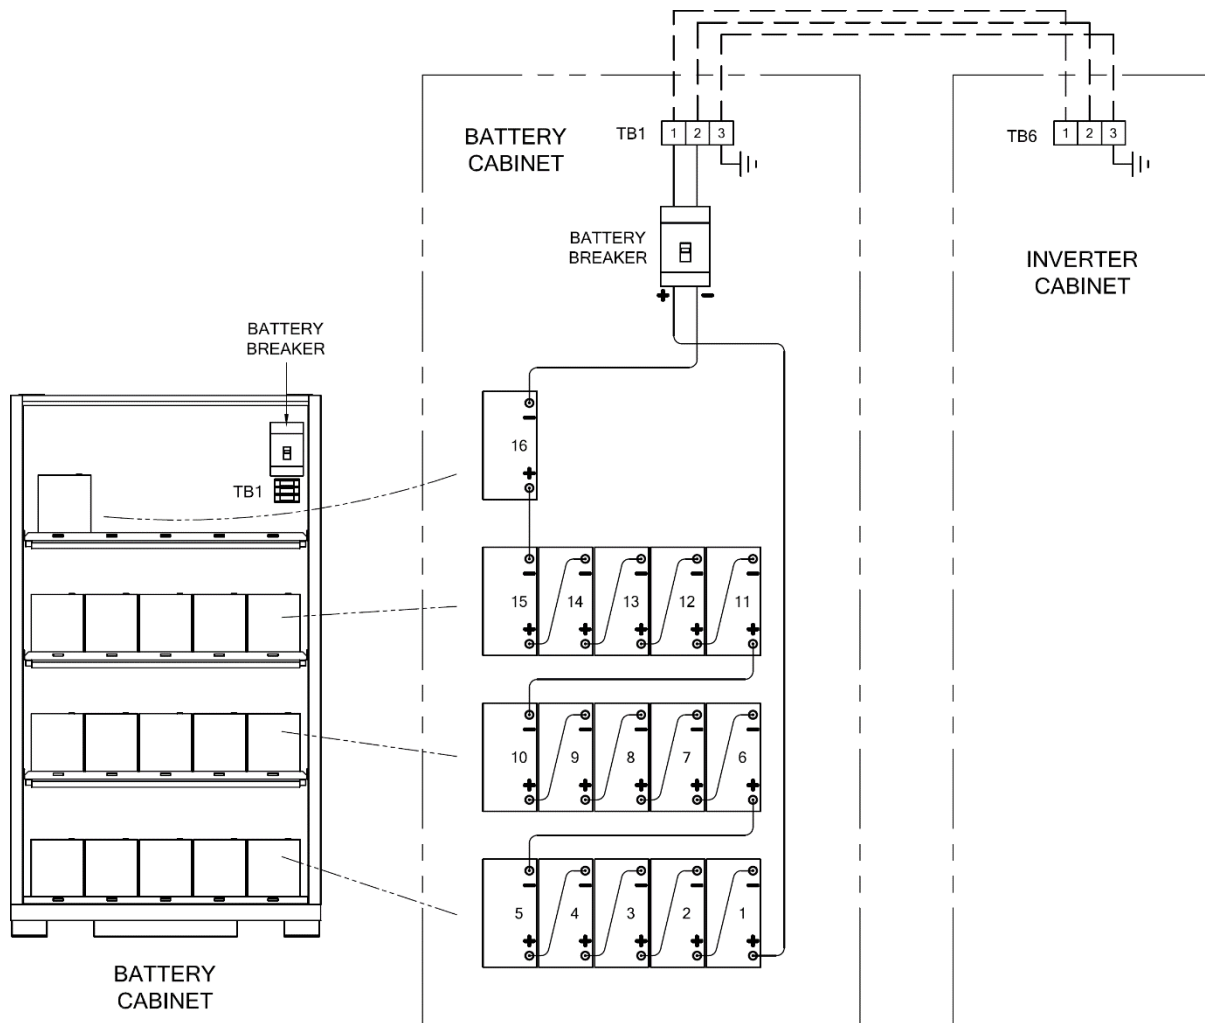 BATTERY
CABINET
TB1
1 2 3
TB6
1 2 3
BATTERY
BREAKER
+ −
INVERTER
CABINET
BATTERY
BREAKER
TB1
−
16
+
− − − − −
15 14 13 12 11
+ + + + +
− − − − −
10 9 8 7 6
+ + + + +
− − − − −
5 4 3 2 1
+ + + + +
BATTERY
CABINET